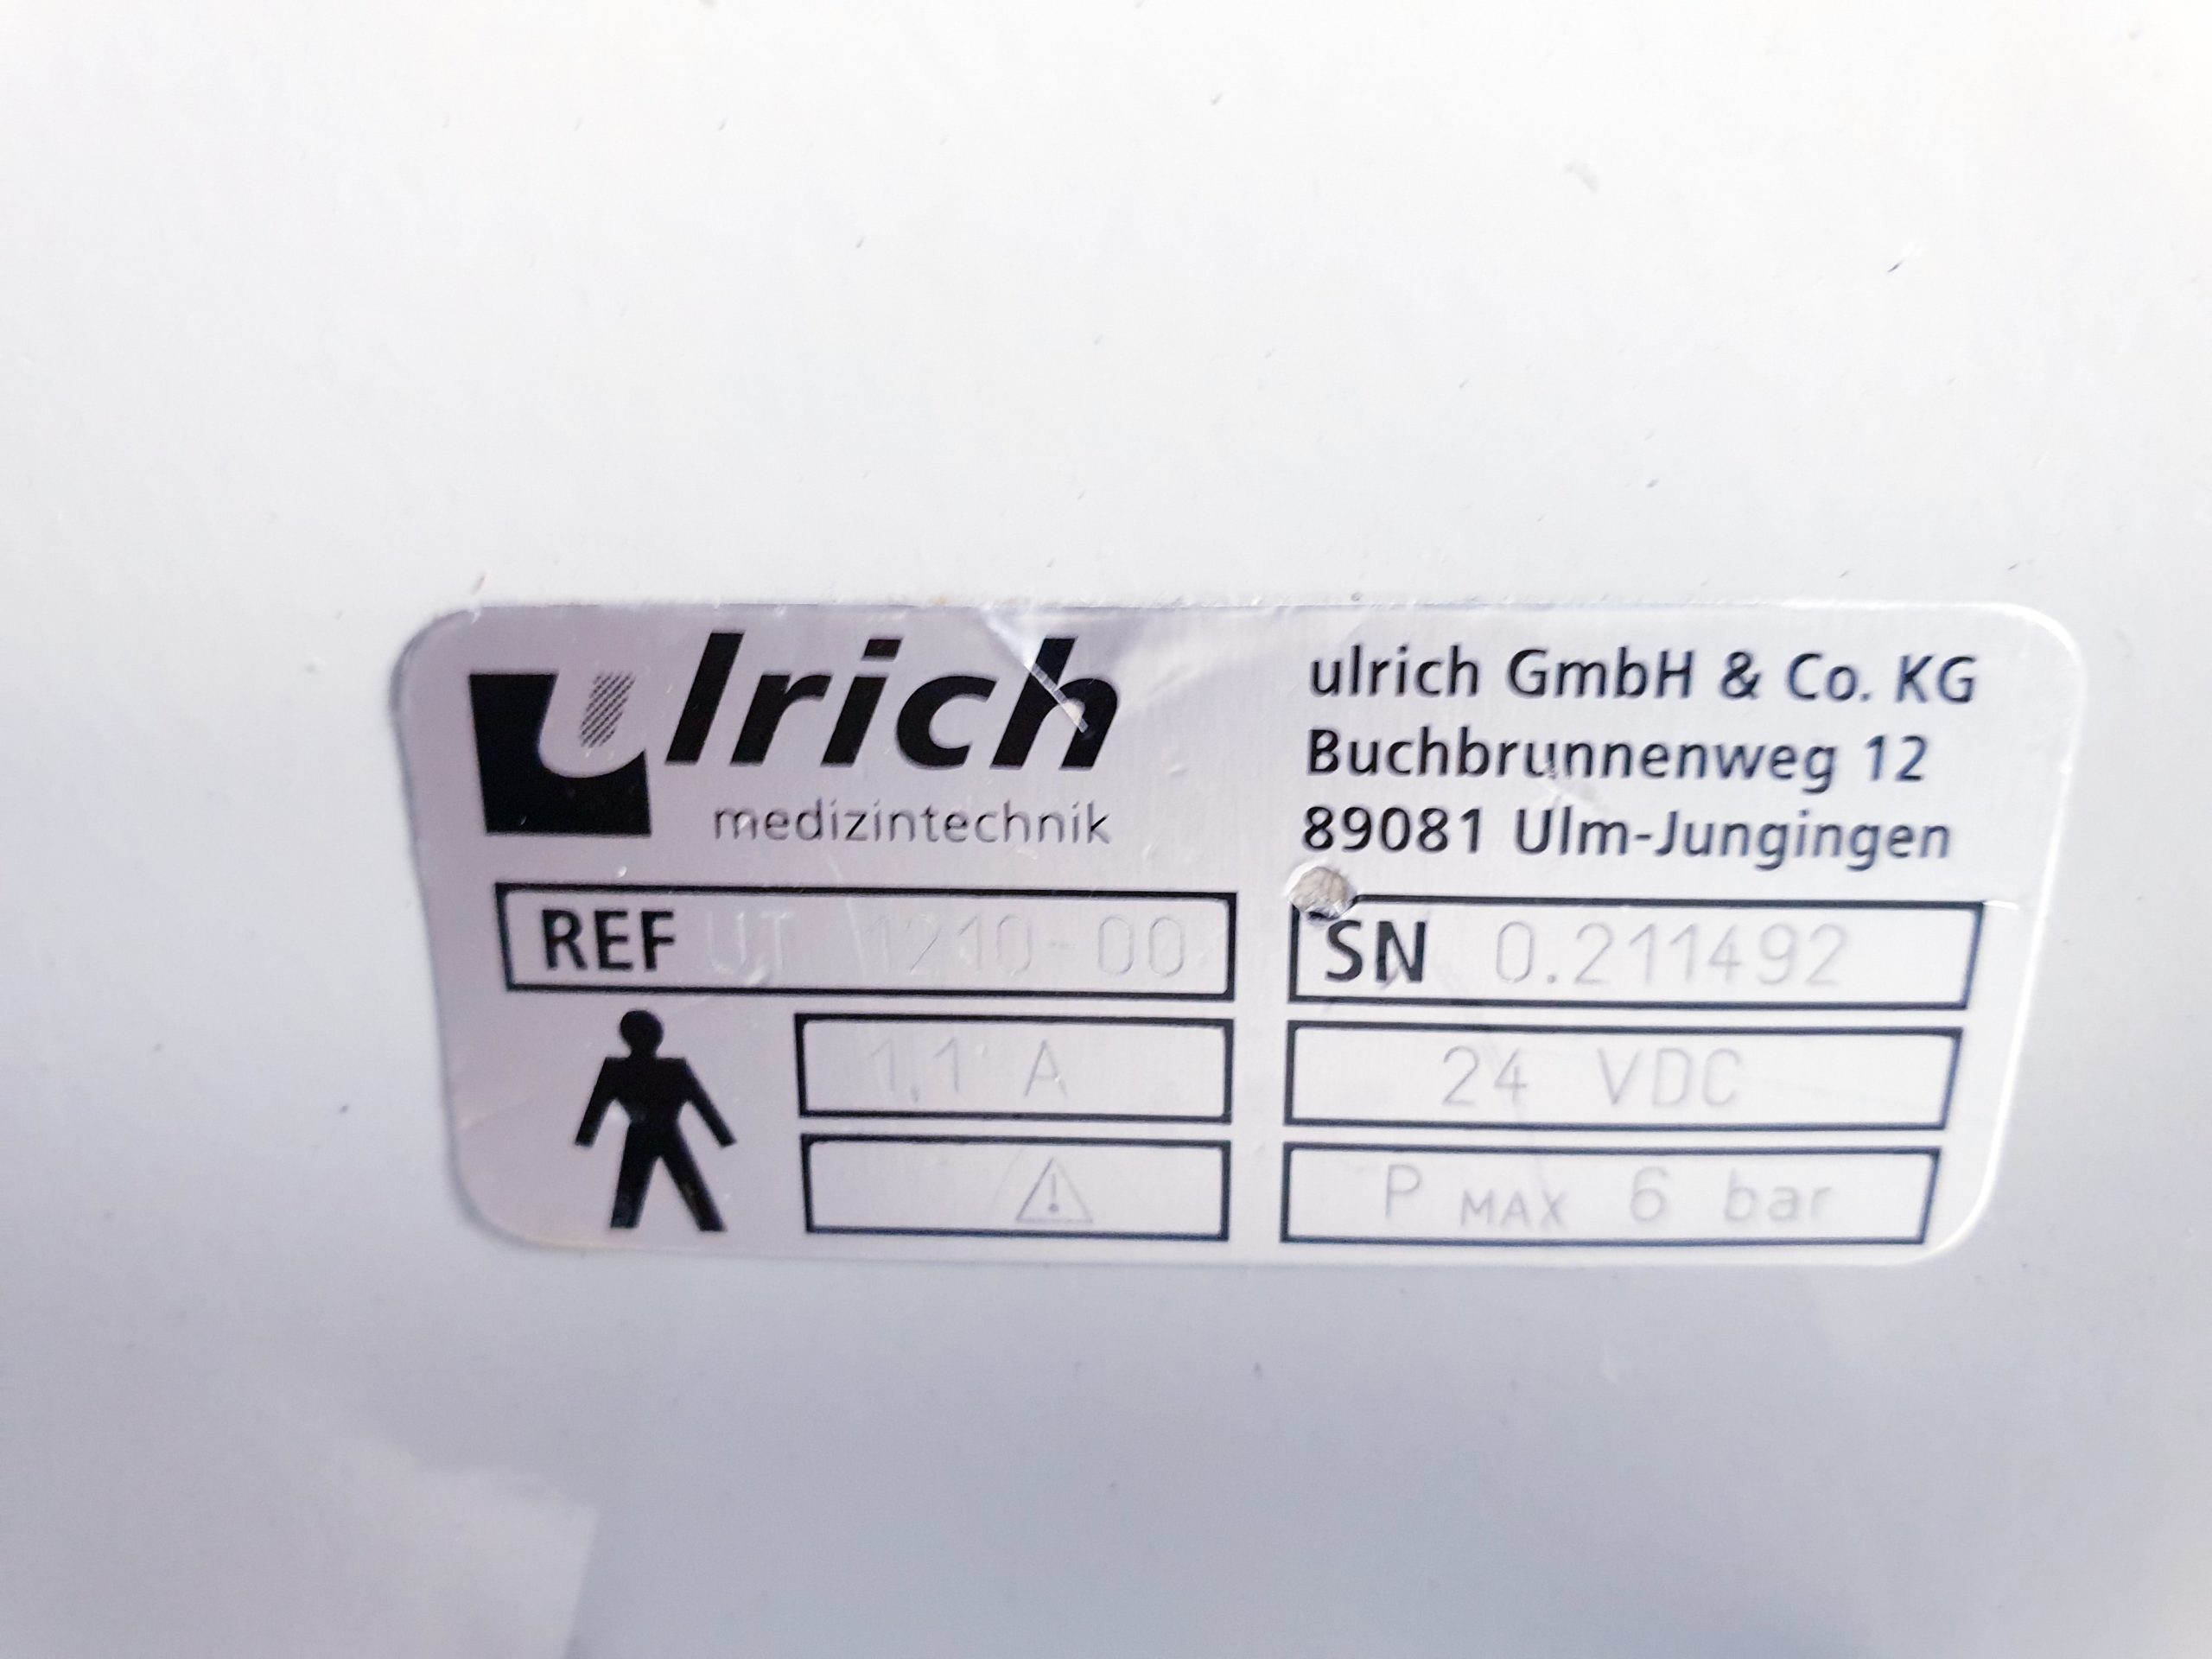 ulrich
medizintechnik
ulrich GmbH & Co. KG
Buchbrunnenweg 12
89081 Ulm-Jungingen
REF UT 1210-00
SN 0.211492
1,1 A
24 VDC
P MAX 6 bar